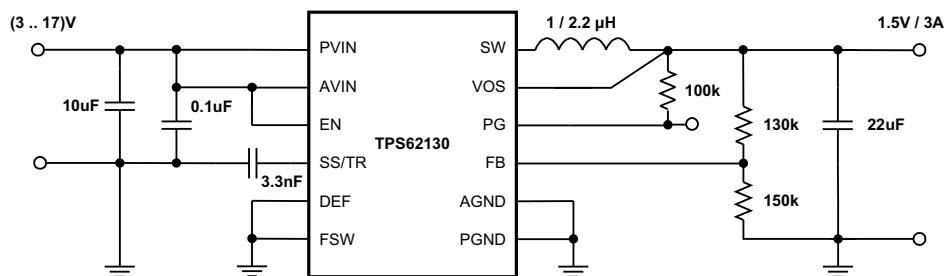 (3 .. 17)V
1 / 2.2 µH
1.5V / 3A
PVIN
SW
AVIN
VOS
10uF
0.1uF
100k
EN
PG
TPS62130
130k
22uF
SS/TR
FB
3.3nF
DEF
AGND
150k
FSW
PGND